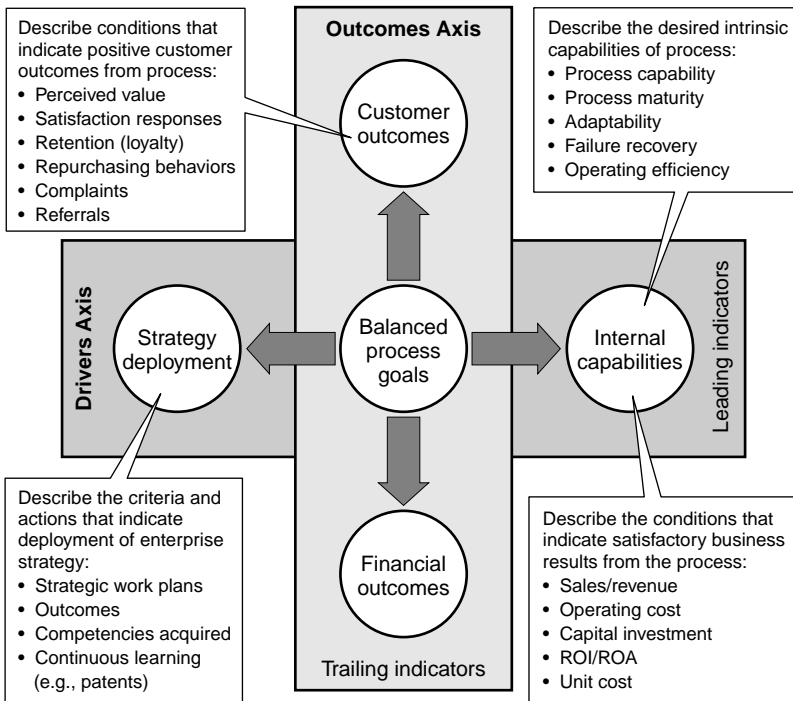 Describe conditions that
indicate positive customer
outcomes from process:
• Perceived value
• Satisfaction responses
• Retention (loyalty)
• Repurchasing behaviors
• Complaints
• Referrals
Outcomes Axis
Customer
outcomes
Describe the desired intrinsic
capabilities of process:
• Process capability
• Process maturity
• Adaptability
• Failure recovery
• Operating efficiency
Drivers Axis
Strategy
deployment
Balanced
process
goals
Internal
capabilities
Leading indicators
Describe the criteria and
actions that indicate
deployment of enterprise
strategy:
• Strategic work plans
• Outcomes
• Competencies acquired
• Continuous learning
(e.g., patents)
Financial
outcomes
Trailing indicators
Describe the conditions that
indicate satisfactory business
results from the process:
• Sales/revenue
• Operating cost
• Capital investment
• ROI/ROA
• Unit cost